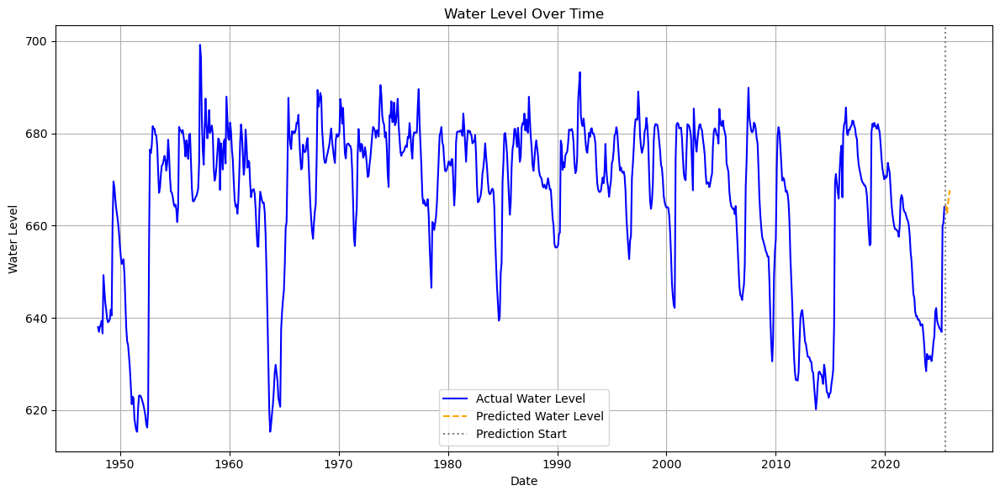 Water Level Over Time
Water Level
700
680
660
640
620
Actual Water Level
Predicted Water Level
Prediction Start
1950
1960
1970
1980
1990
2000
2010
2020
Date